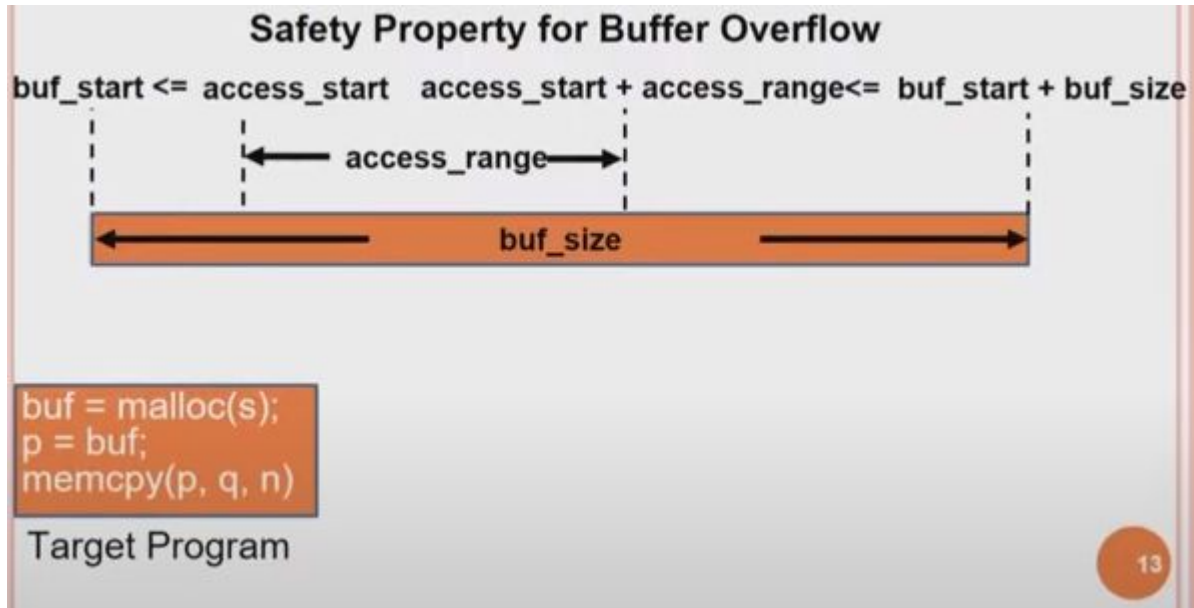 Safety Property for Buffer Overflow
buf_start <= access_start access_start + access_range<= buf_start + buf_size
access_range
buf_size
buf = malloc(s);
p = buf;
memcpy(p, q, n)
Target Program
13